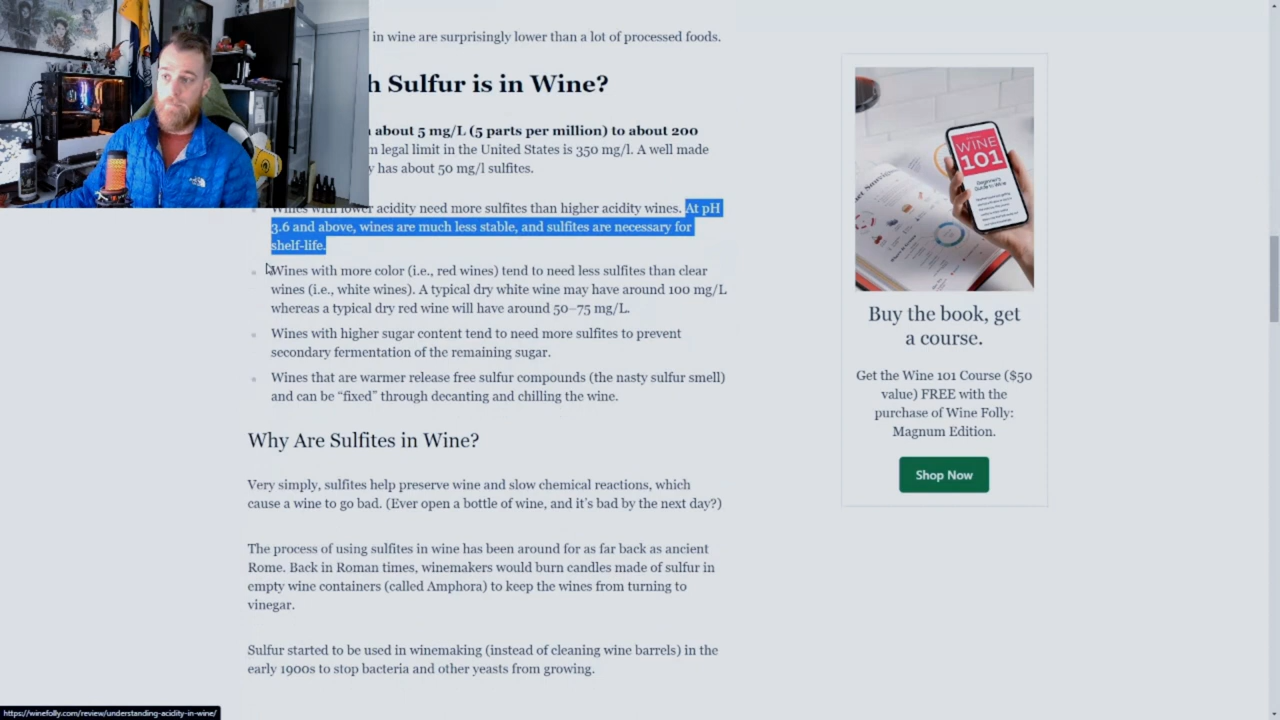 in wine are surprisingly lower than a lot of processed foods.
h Sulfur is in Wine?
about 5 mg/L (5 parts per million) to about 200
m legal limit in the United States is 350 mg/l. A well made
y has about 50 mg/l sulfites.
Wines with lower acidity need more sulfites than higher acidity wines. At pH
3.6 and above, wines are much less stable, and sulfites are necessary for
shelf-life.
Wines with more color (i.e., red wines) tend to need less sulfites than clear
wines (i.e., white wines). A typical dry white wine may have around 100 mg/L
whereas a typical dry red wine will have around 50–75 mg/L.
Wines with higher sugar content tend to need more sulfites to prevent
secondary fermentation of the remaining sugar.
Wines that are warmer release free sulfur compounds (the nasty sulfur smell)
and can be “fixed” through decanting and chilling the wine.
Why Are Sulfites in Wine?
Very simply, sulfites help preserve wine and slow chemical reactions, which
cause a wine to go bad. (Ever open a bottle of wine, and it’s bad by the next day?)
The process of using sulfites in wine has been around for as far back as ancient
Rome. Back in Roman times, winemakers would burn candles made of sulfur in
empty wine containers (called Amphora) to keep the wines from turning to
vinegar.
Sulfur started to be used in winemaking (instead of cleaning wine barrels) in the
early 1900s to stop bacteria and other yeasts from growing.
WINE
101
Buy the book, get
a course.
Get the Wine 101 Course ($50
value) FREE with the
purchase of Wine Folly:
Magnum Edition.
Shop Now
https://winefolly.com/review/understanding-acidity-in-wine/